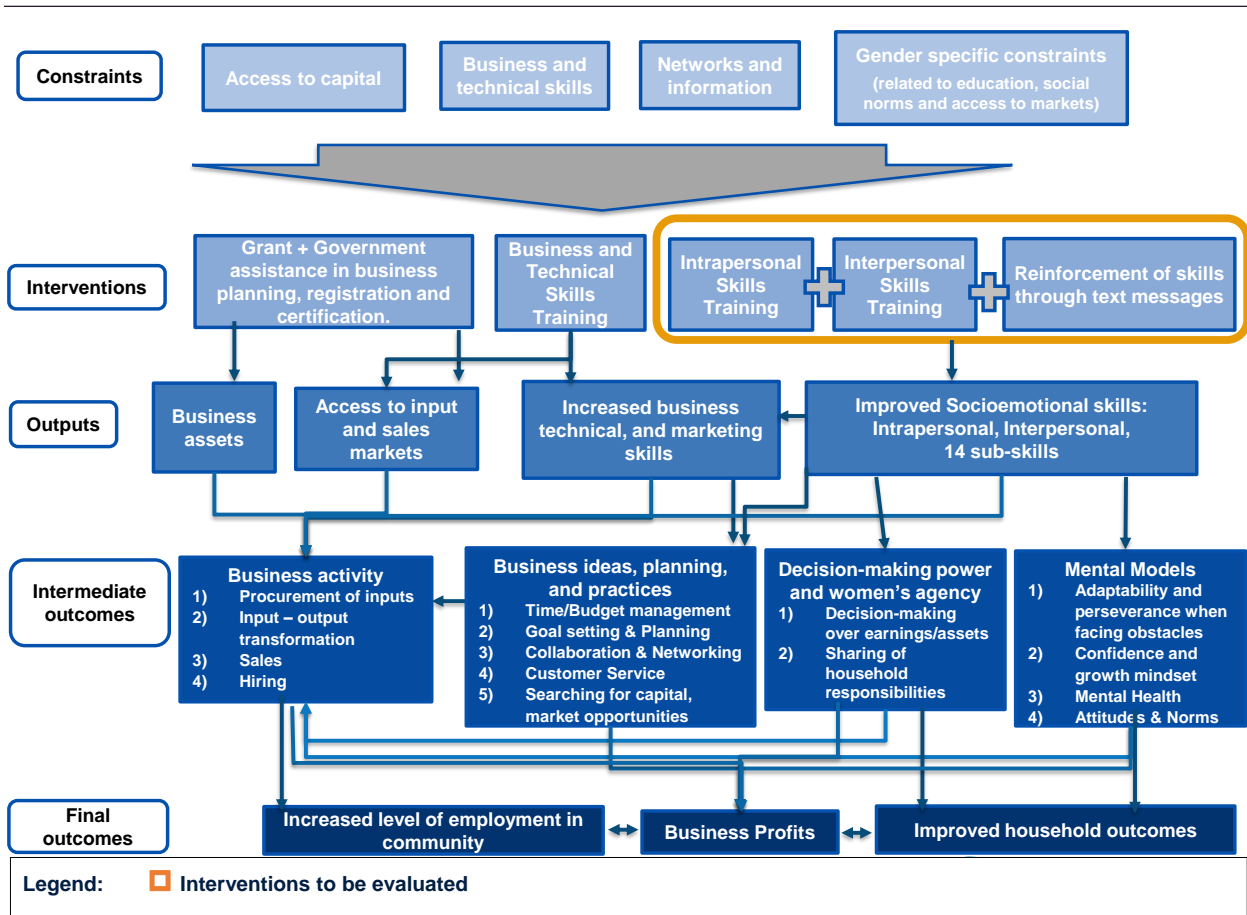 Constraints
Access to capital
Business and
technical skills
Networks and
information
Gender specific constraints
(related to education, social
norms and access to markets)
Interventions
Grant + Government
assistance in business
planning, registration and
certification.
Business and
Technical
Skills
Training
Intrapersonal
Skills
Training
Interpersonal
Skills
Training
Reinforcement of skills
through text messages
Outputs
Business
assets
Access to input
and sales
markets
Increased business
technical, and marketing
skills
Improved Socioemotional skills:
Intrapersonal, Interpersonal,
14 sub-skills
Intermediate
outcomes
Business activity
1) Procurement of inputs
2) Input – output
transformation
3) Sales
4) Hiring
Business ideas, planning,
and practices
1) Time/Budget management
2) Goal setting & Planning
3) Collaboration & Networking
4) Customer Service
5) Searching for capital,
market opportunities
Decision-making power
and women’s agency
1) Decision-making
over earnings/assets
2) Sharing of
household
responsibilities
Mental Models
1) Adaptability and
perseverance when
facing obstacles
2) Confidence and
growth mindset
3) Mental Health
4) Attitudes & Norms
Final
outcomes
Increased level of employment in
community
Business Profits
Improved household outcomes
Legend: Interventions to be evaluated